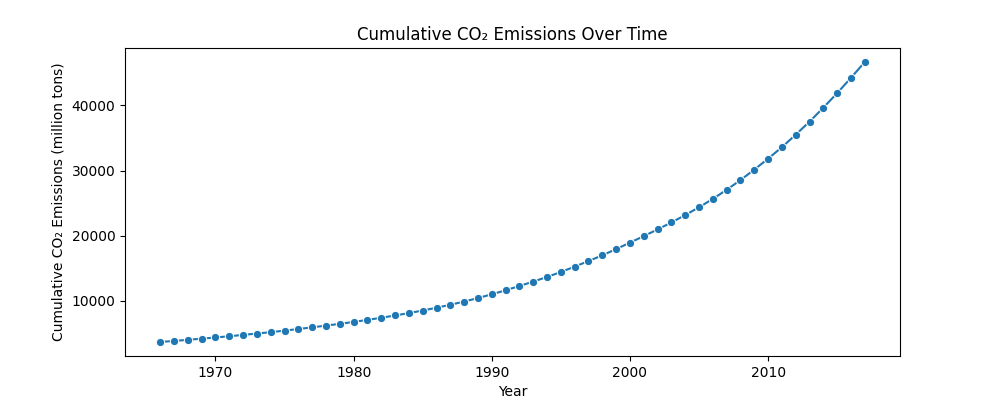 Cumulative CO₂ Emissions Over Time
Cumulative CO₂ Emissions (million tons)
40000
30000
20000
10000
1970 1980 1990 2000 2010
Year